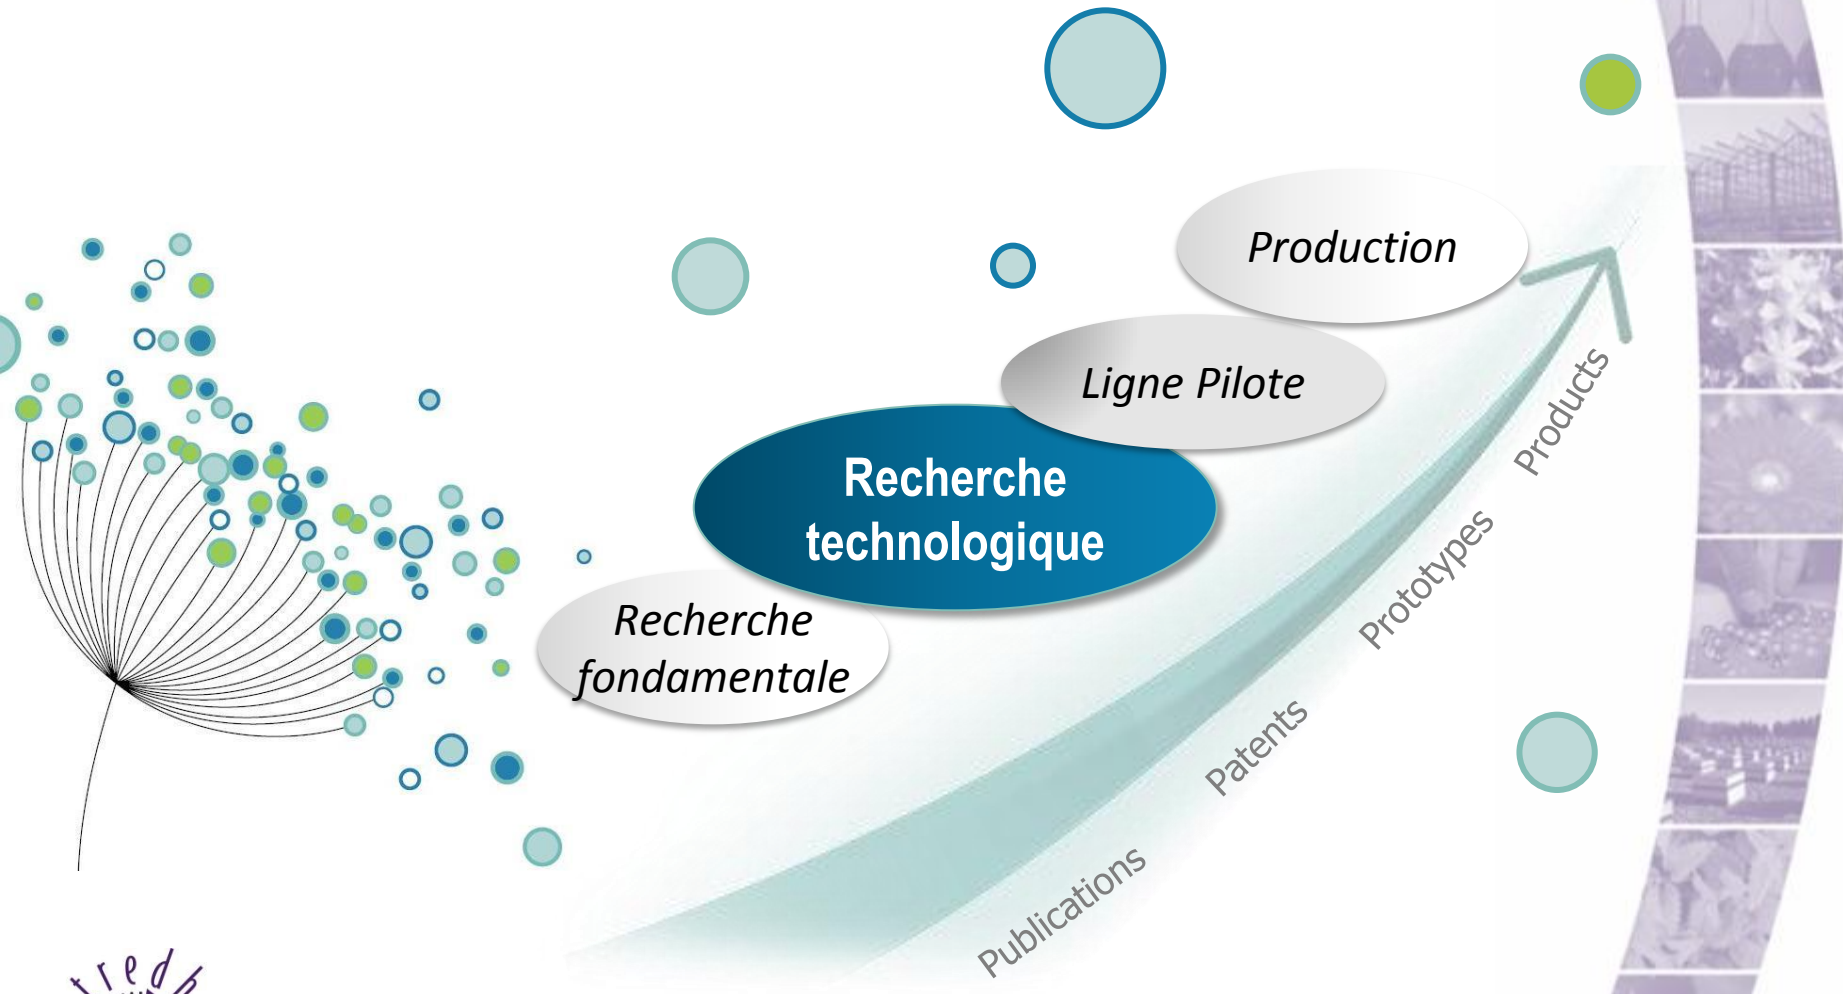 Production
Ligne Pilote
Recherche
technologique
Recherche
fondamentale
Products
Prototypes
Patents
Publications